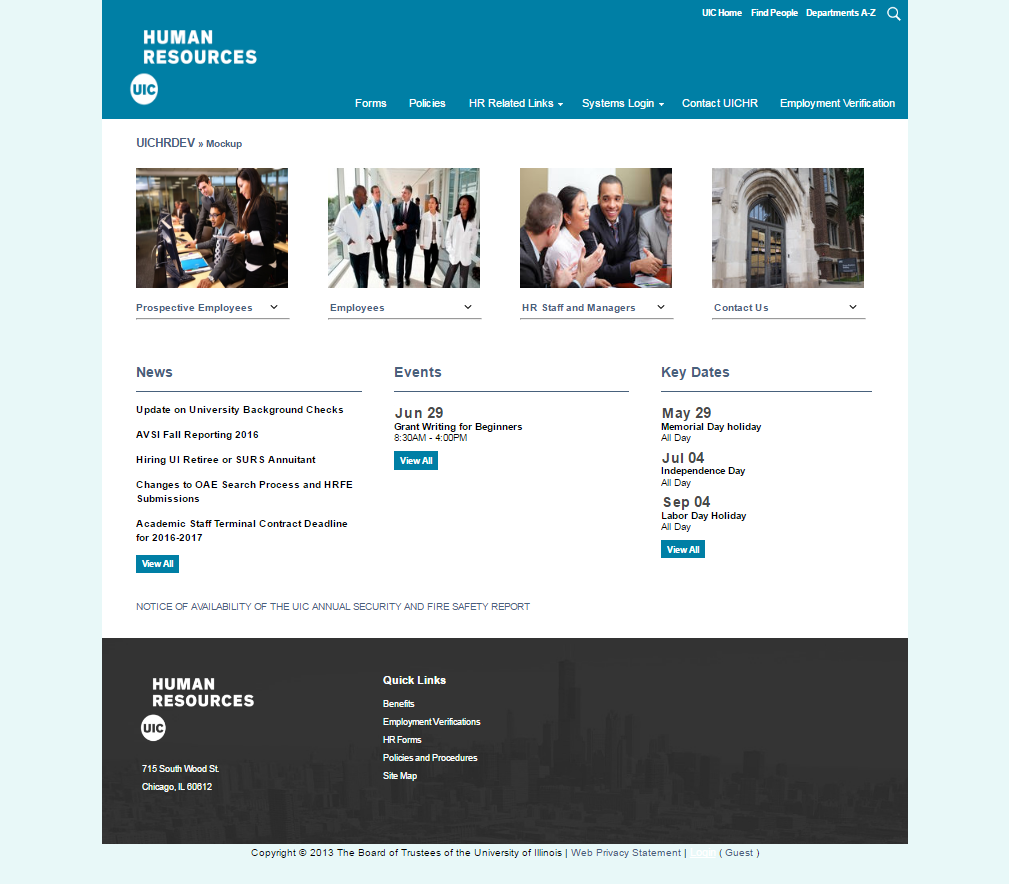 UIC Home Find People Departments A-Z
HUMAN
RESOURCES
UIC
Forms Policies HR Related Links Systems Login Contact UICHR Employment Verification
UICHRDEV » Mockup
Prospective Employees Employees HR Staff and Managers Contact Us
News
Update on University Background Checks
AVSI Fall Reporting 2016
Hiring UI Retiree or SURS Annuitant
Changes to OAE Search Process and HRFE
Submissions
Academic Staff Terminal Contract Deadline
for 2016-2017
View All
Events
Jun 29
Grant Writing for Beginners
8:30AM - 4:00PM
View All
Key Dates
May 29
Memorial Day holiday
All Day
Jul 04
Independence Day
All Day
Sep 04
Labor Day Holiday
All Day
View All
NOTICE OF AVAILABILITY OF THE UIC ANNUAL SECURITY AND FIRE SAFETY REPORT
HUMAN
RESOURCES
UIC
715 South Wood St.
Chicago, IL 60612
Quick Links
Benefits
Employment Verifications
HR Forms
Policies and Procedures
Site Map
Copyright © 2013 The Board of Trustees of the University of Illinois | Web Privacy Statement | Login ( Guest )